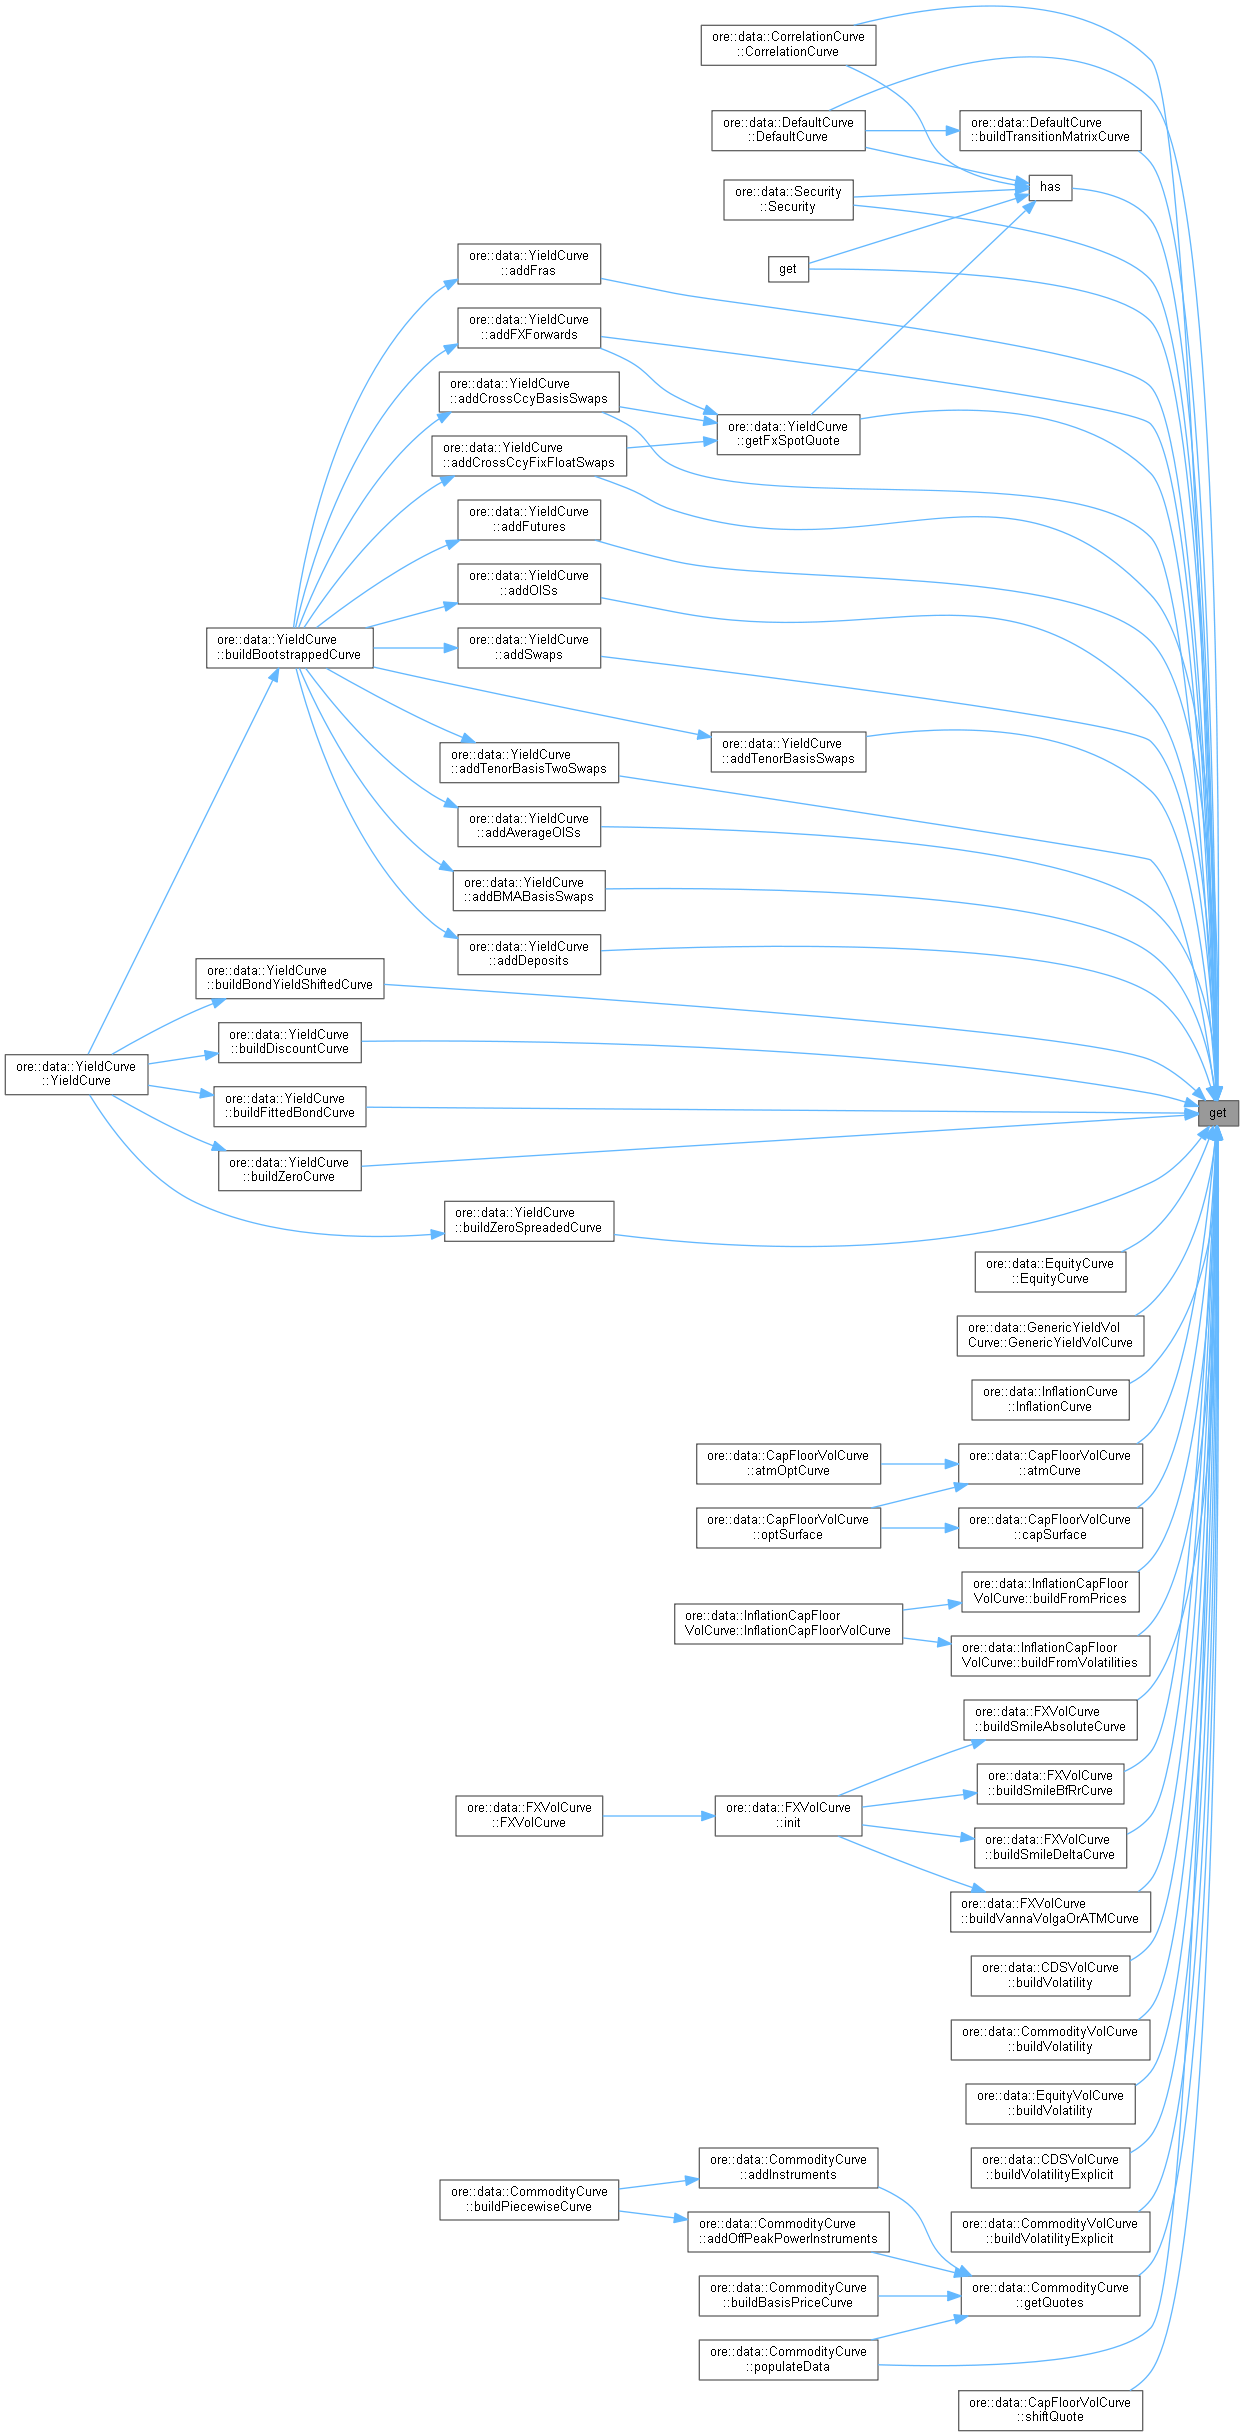 ore::data::CorrelationCurve
::CorrelationCurve
ore::data::DefaultCurve
::DefaultCurve
ore::data::DefaultCurve
::buildTransitionMatrixCurve
has
ore::data::Security
::Security
get
ore::data::YieldCurve
::addFras
ore::data::YieldCurve
::addFXForwards
ore::data::YieldCurve
::addCrossCcyBasisSwaps
ore::data::YieldCurve
::getFxSpotQuote
ore::data::YieldCurve
::addCrossCcyFixFloatSwaps
ore::data::YieldCurve
::addFutures
ore::data::YieldCurve
::addOISs
ore::data::YieldCurve
::buildBootstrappedCurve
ore::data::YieldCurve
::addSwaps
ore::data::YieldCurve
::addTenorBasisSwaps
ore::data::YieldCurve
::addTenorBasisTwoSwaps
ore::data::YieldCurve
::addAverageOISs
ore::data::YieldCurve
::addBMABasisSwaps
ore::data::YieldCurve
::addDeposits
ore::data::YieldCurve
::buildBondYieldShiftedCurve
ore::data::YieldCurve
::buildDiscountCurve
ore::data::YieldCurve
::YieldCurve
ore::data::YieldCurve
::buildFittedBondCurve
get
ore::data::YieldCurve
::buildZeroCurve
ore::data::YieldCurve
::buildZeroSpreadedCurve
ore::data::EquityCurve
::EquityCurve
ore::data::GenericYieldVol
Curve::GenericYieldVolCurve
ore::data::InflationCurve
::InflationCurve
ore::data::CapFloorVolCurve
::atmOptCurve
ore::data::CapFloorVolCurve
::atmCurve
ore::data::CapFloorVolCurve
::optSurface
ore::data::CapFloorVolCurve
::capSurface
ore::data::InflationCapFloor
VolCurve::buildFromPrices
ore::data::InflationCapFloor
VolCurve::InflationCapFloorVolCurve
ore::data::InflationCapFloor
VolCurve::buildFromVolatilities
ore::data::FXVolCurve
::buildSmileAbsoluteCurve
ore::data::FXVolCurve
::buildSmileBfRrCurve
ore::data::FXVolCurve
::FXVolCurve
ore::data::FXVolCurve
::init
ore::data::FXVolCurve
::buildSmileDeltaCurve
ore::data::FXVolCurve
::buildVannaVolgaOrATMCurve
ore::data::CDSVolCurve
::buildVolatility
ore::data::CommodityVolCurve
::buildVolatility
ore::data::EquityVolCurve
::buildVolatility
ore::data::CommodityCurve
::addInstruments
ore::data::CDSVolCurve
::buildVolatilityExplicit
ore::data::CommodityCurve
::buildPiecewiseCurve
ore::data::CommodityCurve
::addOffPeakPowerInstruments
ore::data::CommodityVolCurve
::buildVolatilityExplicit
ore::data::CommodityCurve
::buildBasisPriceCurve
ore::data::CommodityCurve
::getQuotes
ore::data::CommodityCurve
::populateData
ore::data::CapFloorVolCurve
::shiftQuote